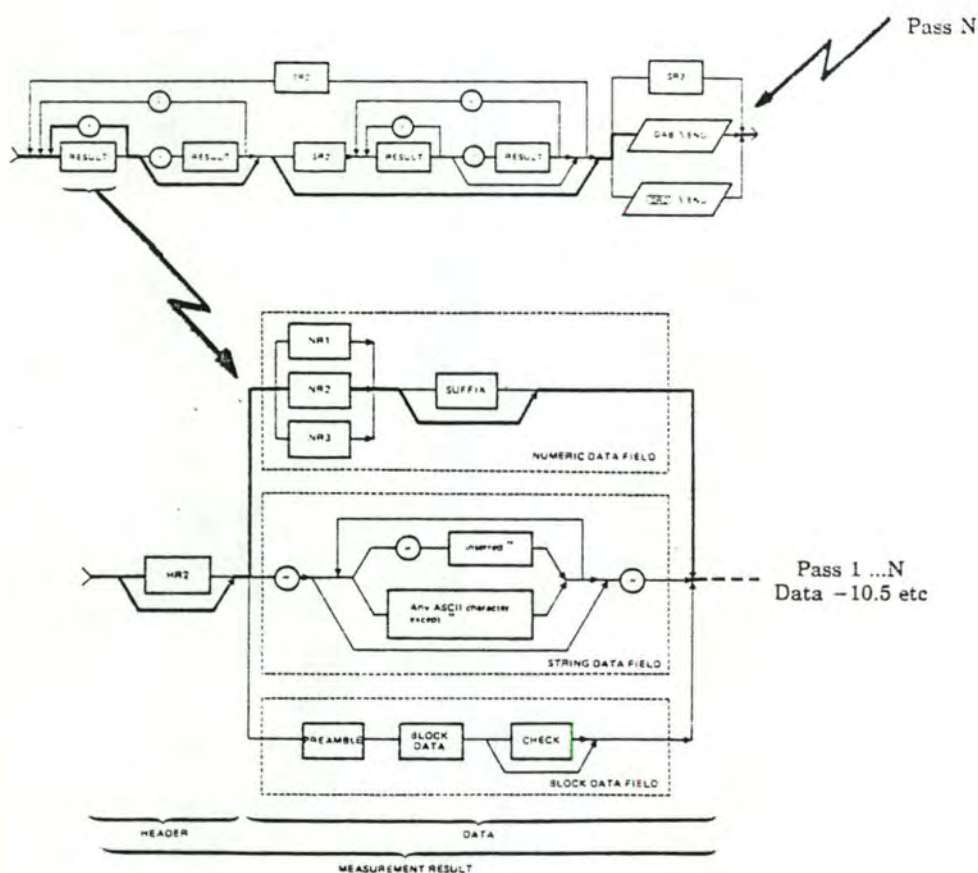 Pass N
RESULT
RESULT
SR2
RESULT
RESULT
NR1
NR2
NR3
NUMERIC DATA FIELD
HR2
Any ASCII character
except "
STRING DATA FIELD
Pass 1 ...N
Data −10.5 etc
BLOCK
DATA
CHECK
BLOCK DATA FIELD
HEADER
DATA
MEASUREMENT RESULT